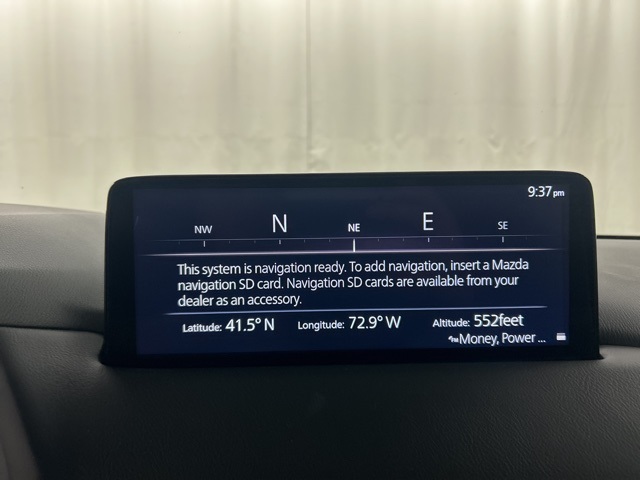 9:37pm
NW N NE E SE
This system is navigation ready. To add navigation, insert a Mazda
navigation SD card. Navigation SD cards are available from your
dealer as an accessory.
Latitude: 41.5° N Longitude: 72.9° W Altitude: 552feet
Money, Power ...